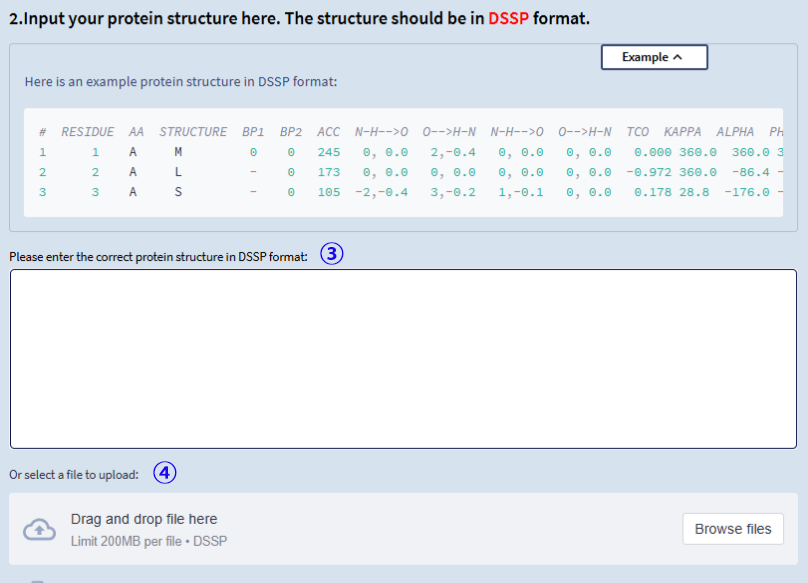 2.Input your protein structure here. The structure should be in DSSP format.
Example
Here is an example protein structure in DSSP format:
# RESIDUE AA STRUCTURE BP1 BP2 ACC N-H-->O O-->H-N N-H-->O O-->H-N TCO KAPPA ALPHA PH
1 1 A M 0 0 245 0, 0.0 2,-0.4 0, 0.0 0, 0.0 0.000 360.0 360.0 3
2 2 A L - 0 173 0, 0.0 0, 0.0 0, 0.0 0, 0.0 -0.972 360.0 -86.4 -
3 3 A S - 0 105 -2,-0.4 3,-0.2 1,-0.1 0, 0.0 0.178 28.8 -176.0 -
Please enter the correct protein structure in DSSP format: ③
Or select a file to upload: ④
Drag and drop file here
Limit 200MB per file • DSSP
Browse files